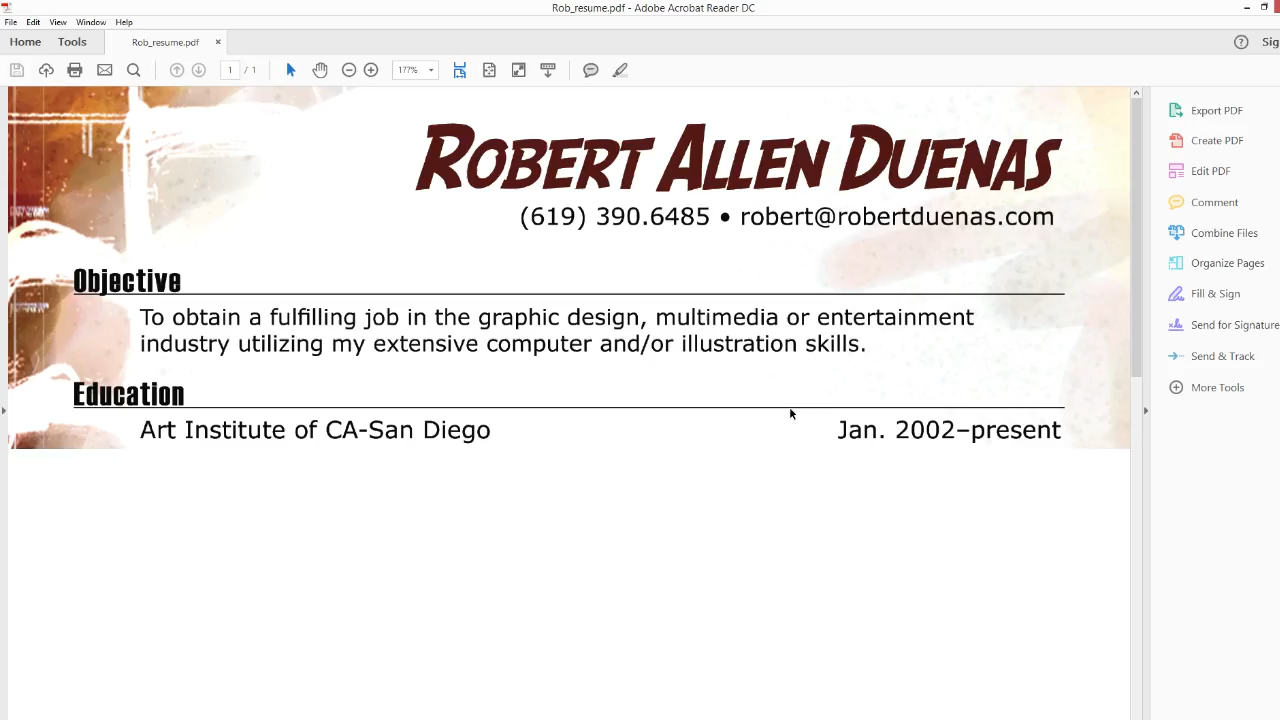 Rob_resume.pdf - Adobe Acrobat Reader DC
File Edit View Window Help
Home Tools Rob_resume.pdf × ? Sig
1 / 1 177%
ROBERT ALLEN DUENAS
(619) 390.6485 • robert@robertduenas.com
Objective
To obtain a fulfilling job in the graphic design, multimedia or entertainment
industry utilizing my extensive computer and/or illustration skills.
Education
Art Institute of CA-San Diego Jan. 2002–present
Export PDF
Create PDF
Edit PDF
Comment
Combine Files
Organize Pages
Fill & Sign
Send for Signature
Send & Track
More Tools